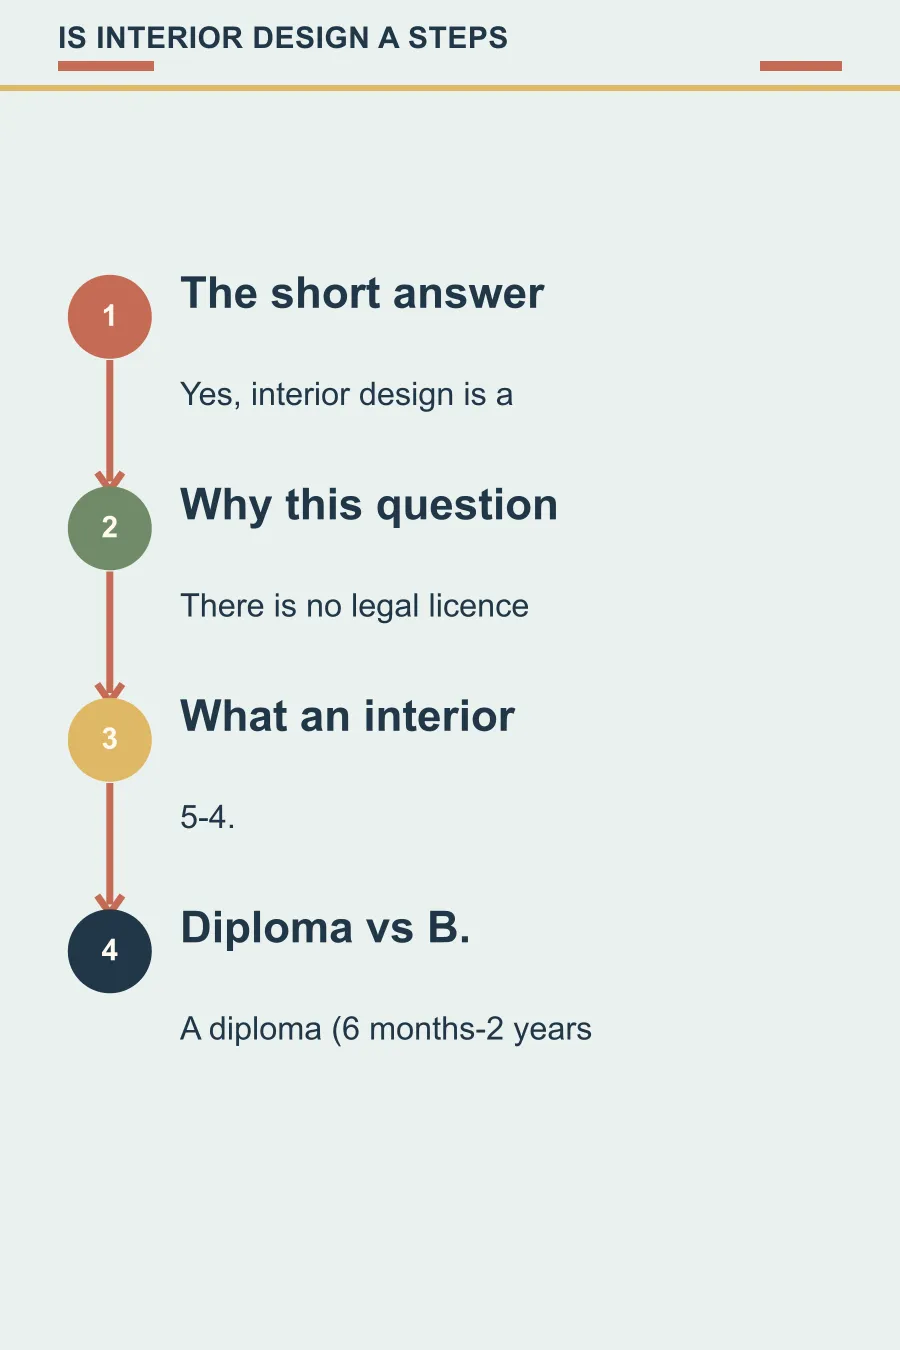 IS INTERIOR DESIGN A STEPS
1
The short answer
Yes, interior design is a
2
Why this question
There is no legal licence
3
What an interior
5-4.
4
Diploma vs B.
A diploma (6 months-2 years